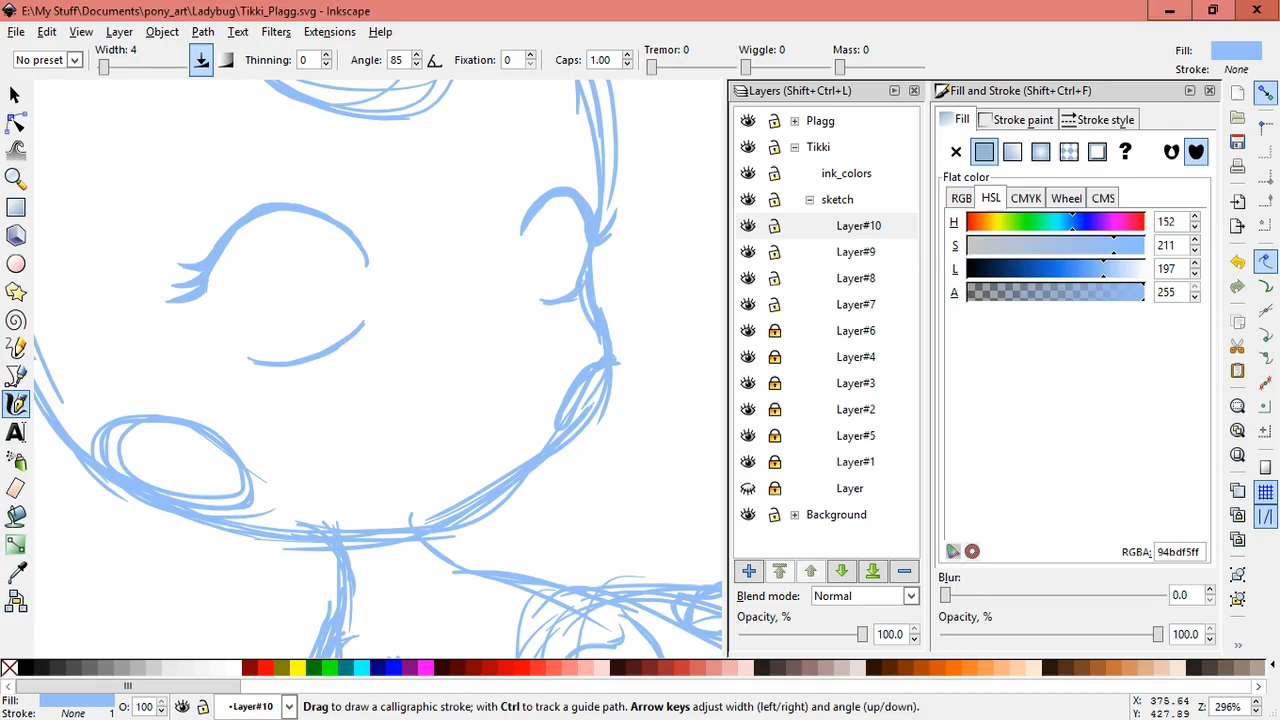 E:\My Stuff\Documents\pony_art\Ladybug\Tikki_Plagg.svg - Inkscape
File Edit View Layer Object Path Filters Text Extensions Help
No preset Width: 4 Thinning: 0 Angle: 85 Fixation: 0 Caps: 1.00 Tremor: 0 Wiggle: 0 Mass: 0 Fill:
Stroke: None
Layers (Shift+Ctrl+L) Fill and Stroke (Shift+Ctrl+F)
Plagg
Fill Stroke paint Stroke style
Tikki
ink_colors
Flat color
sketch
RGB HSL CMYK Wheel CMS
Layer#10
H 152
Layer#9
S 211
Layer#8
L 197
Layer#7
A 255
Layer#6
Layer#4
Layer#3
Layer#2
Layer#5
Layer#1
Layer
Background
RGBA: 94bdf5ff
Blur:
Blend mode: Normal
0.0
Opacity, %
100.0
Opacity, %
100.0
Fill:
Stroke: None 1 O: 100 •Layer#10 Drag to draw a calligraphic stroke; with Ctrl to track a guide path. Arrow keys adjust width (left/right) and angle (up/down). X: 375.64
Y: 427.89 Z: 296%